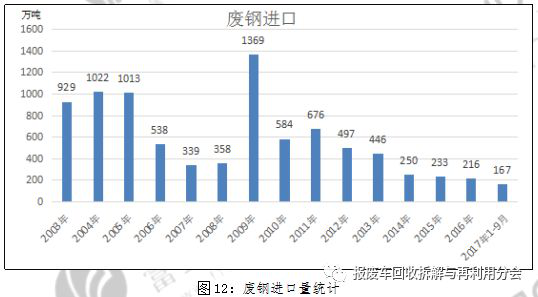 万吨
废钢进口
1600
1400
1200
1000
800
600
400
200
0
929
1022
1013
538
339
358
1369
584
676
497
446
250
233
216
167
2003年
2004年
2005年
2006年
2007年
2008年
2009年
2010年
2011年
2012年
2013年
2014年
2015年
2016年
2017年1-9月
报废车回收拆解与再利用分会
图12：废钢进口量统计